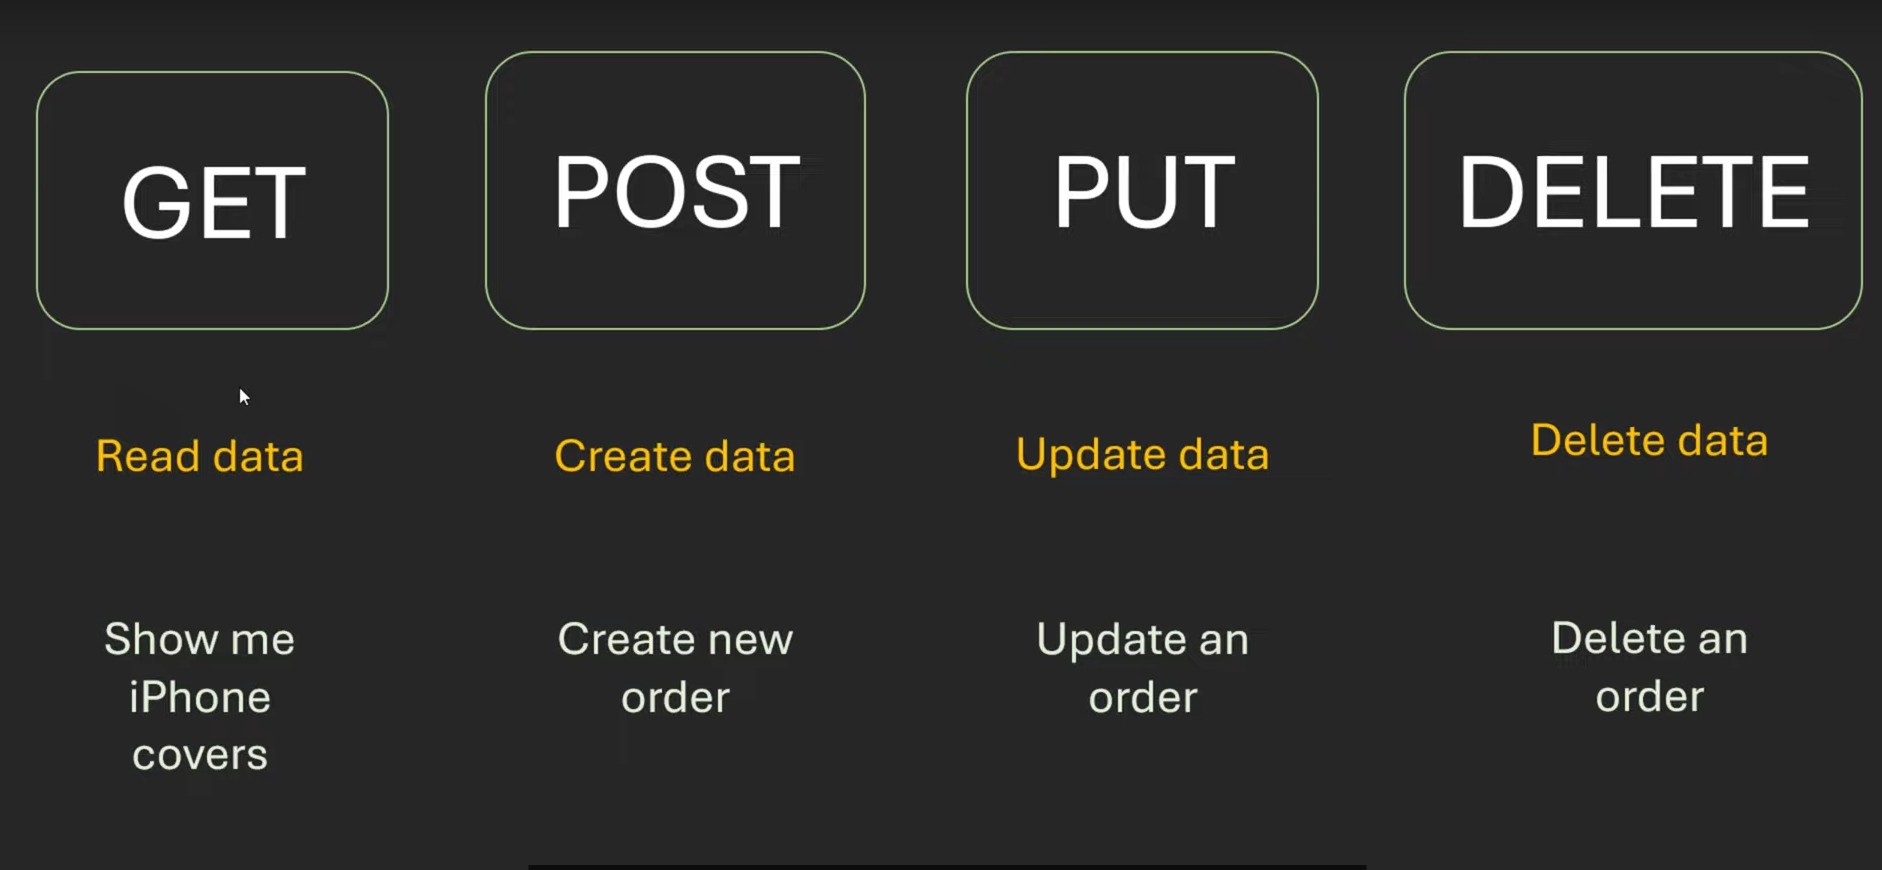 GET
POST
PUT
DELETE
Read data
Create data
Update data
Delete data
Show me
iPhone
covers
Create new
order
Update an
order
Delete an
order